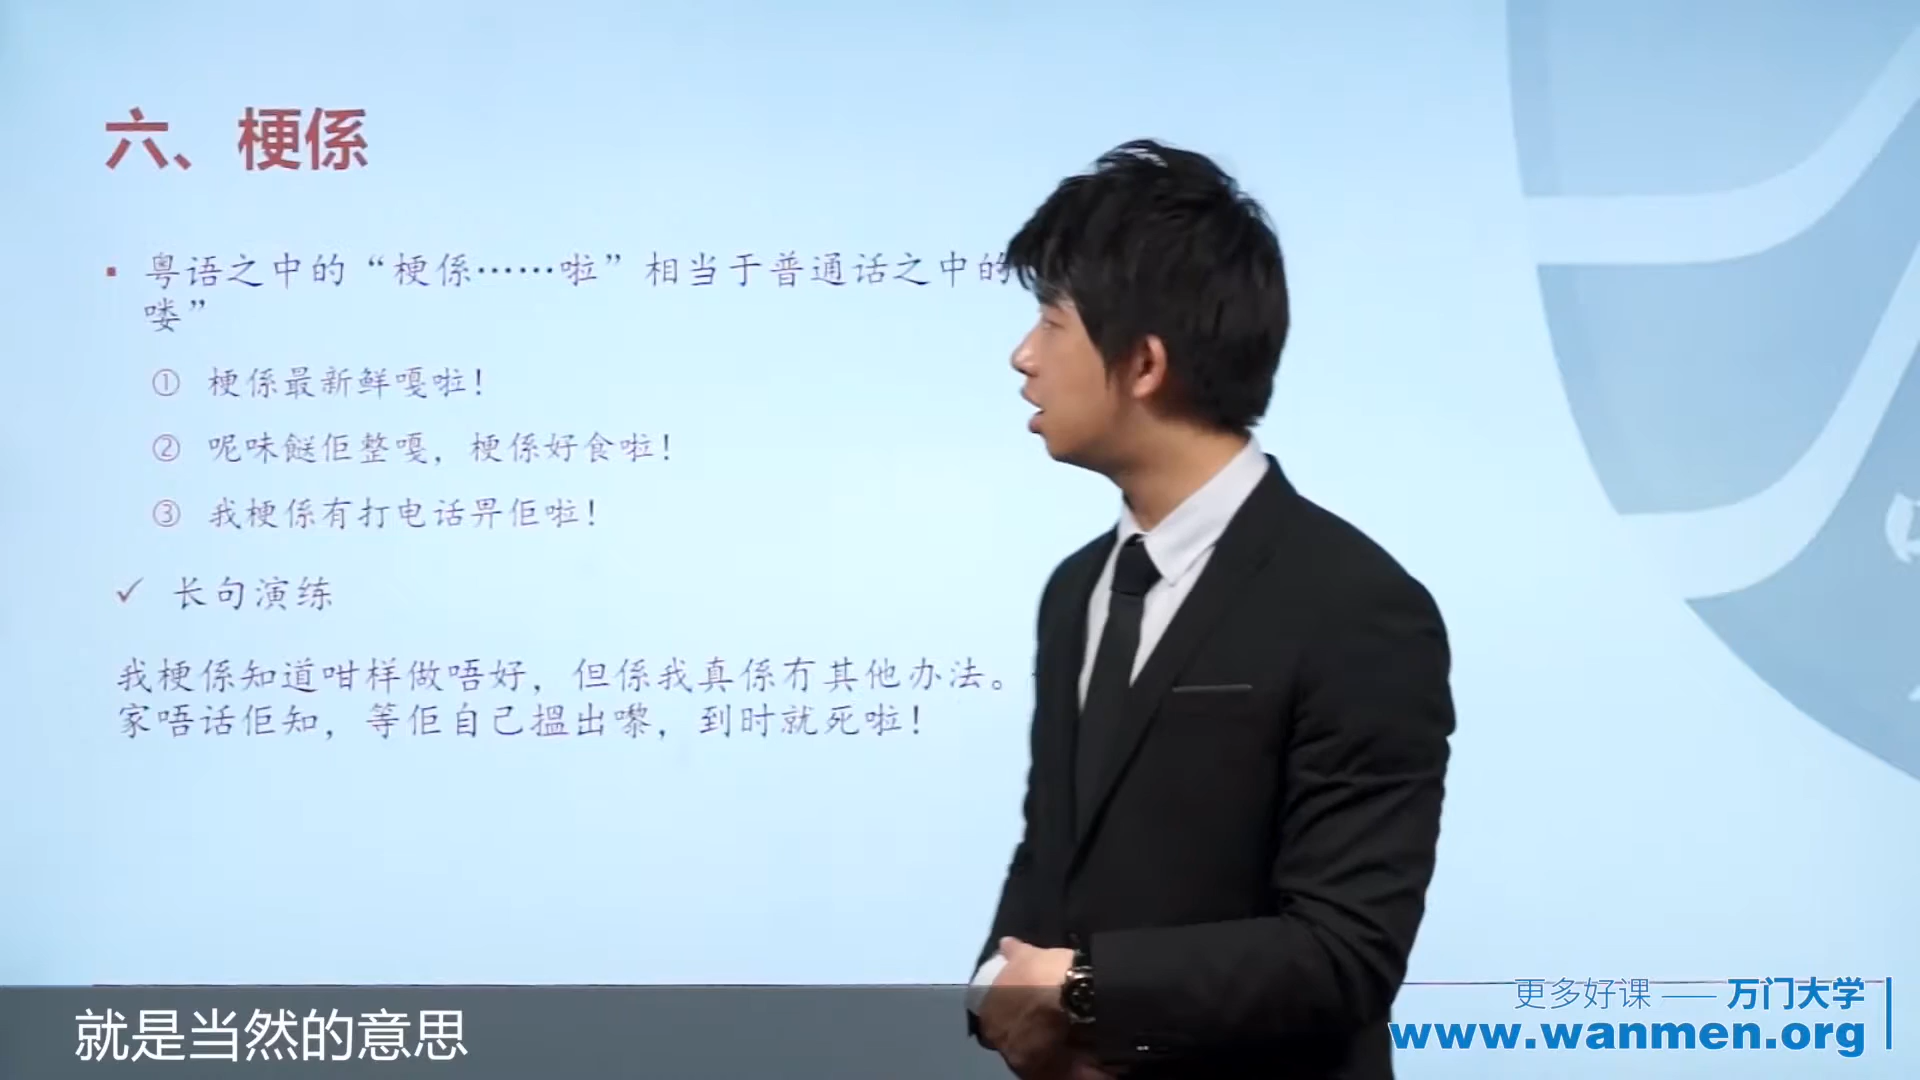 六、梗係
▪ 粤语之中的“梗係……啦”相当于普通话之中的
喽”
① 梗係最新鲜嘎啦！
② 呢味餸佢整嘎，梗係好食啦！
③ 我梗係有打电话畀佢啦！
✓ 长句演练
我梗係知道咁样做唔好，但係我真係冇其他办法。
家唔话佢知，等佢自己揾出嚟，到时就死啦！
就是当然的意思
更多好课 —— 万门大学
www.wanmen.org